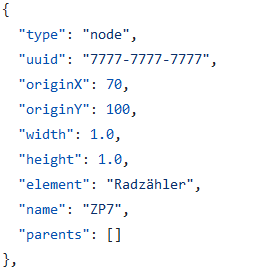 {
"type": "node",
"uuid": "7777-7777-7777",
"originX": 70,
"originY": 100,
"width": 1.0,
"height": 1.0,
"element": "Radzähler",
"name": "ZP7",
"parents": []
},